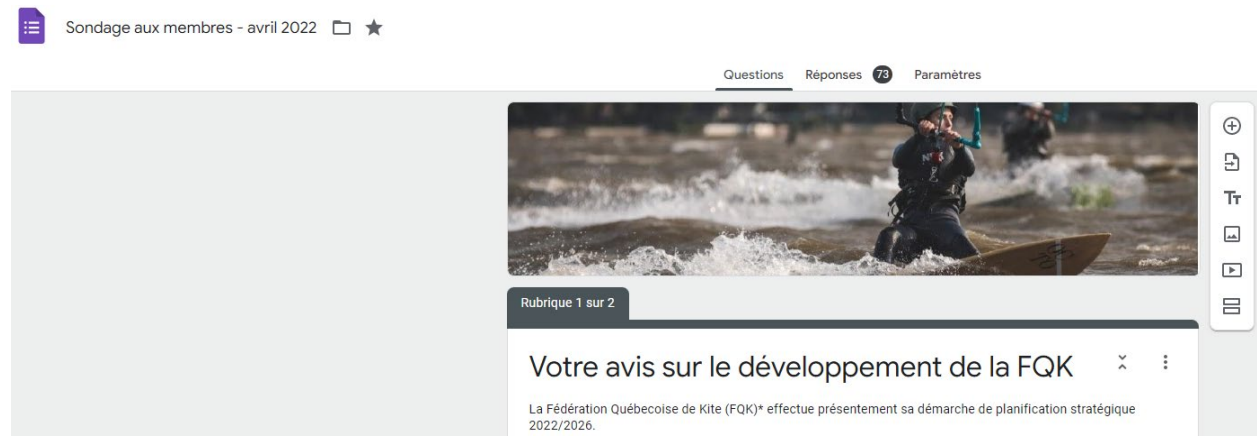 Sondage aux membres - avril 2022
Questions Réponses 73 Paramètres
Rubrique 1 sur 2
Votre avis sur le développement de la FQK
La Fédération Québecoise de Kite (FQK)* effectue présentement sa démarche de planification stratégique
2022/2026.